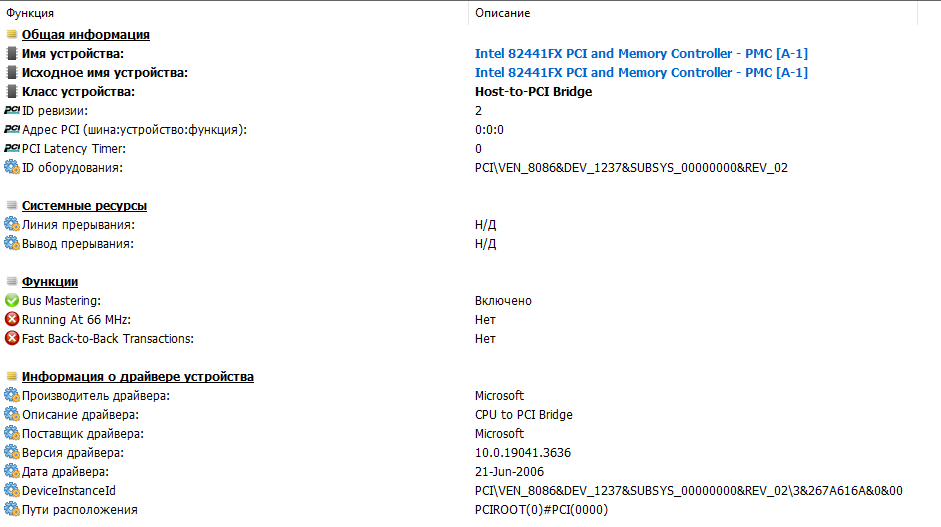 Функция Описание
Общая информация
Имя устройства: Intel 82441FX PCI and Memory Controller - PMC [A-1]
Исходное имя устройства: Intel 82441FX PCI and Memory Controller - PMC [A-1]
Класс устройства: Host-to-PCI Bridge
PCI ID ревизии: 2
PCI Адрес PCI (шина:устройство:функция): 0:0:0
PCI PCI Latency Timer: 0
ID оборудования: PCI\VEN_8086&DEV_1237&SUBSYS_00000000&REV_02
Системные ресурсы
Линия прерывания: Н/Д
Вывод прерывания: Н/Д
Функции
Bus Mastering: Включено
Running At 66 MHz: Нет
Fast Back-to-Back Transactions: Нет
Информация о драйвере устройства
Производитель драйвера: Microsoft
Описание драйвера: CPU to PCI Bridge
Поставщик драйвера: Microsoft
Версия драйвера: 10.0.19041.3636
Дата драйвера: 21-Jun-2006
DeviceInstanceId PCI\VEN_8086&DEV_1237&SUBSYS_00000000&REV_02\3&267A616A&0&00
Пути расположения PCIROOT(0)#PCI(0000)